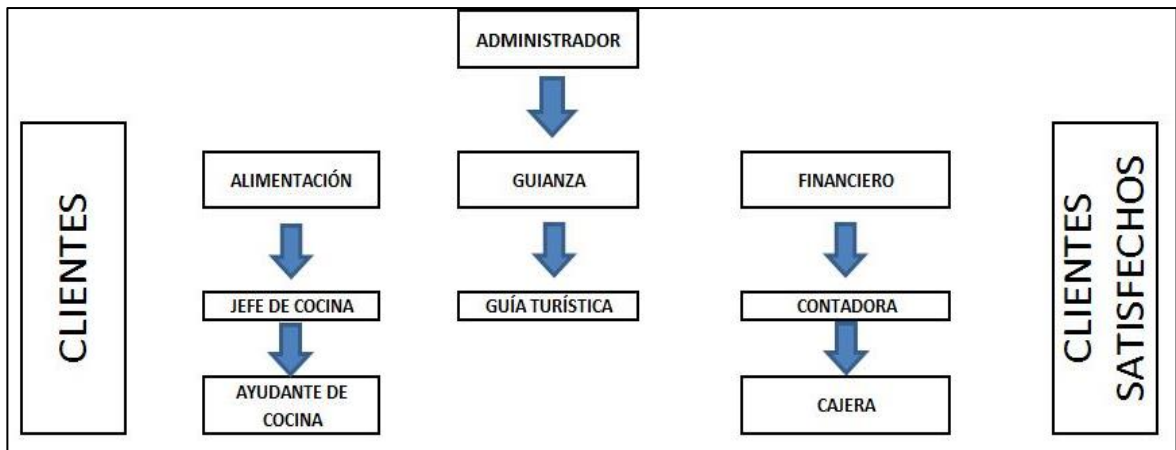 ADMINISTRADOR
CLIENTES
ALIMENTACIÓN
GUIANZA
FINANCIERO
JEFE DE COCINA
GUÍA TURÍSTICA
CONTADORA
AYUDANTE DE
COCINA
CAJERA
CLIENTES
SATISFECHOS